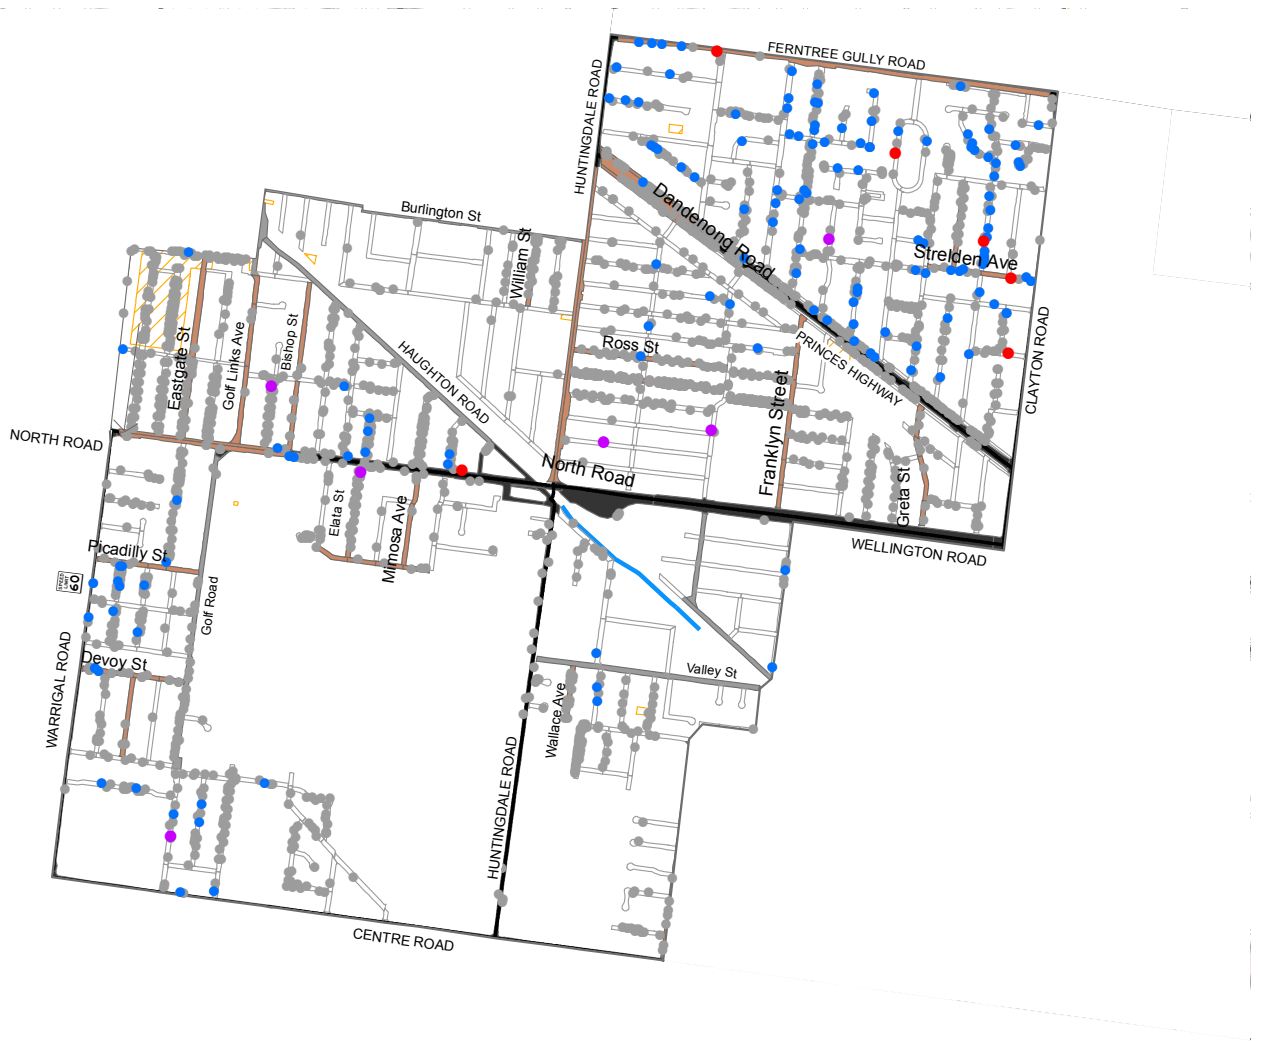 FERNTREE GULLY ROAD
HUNTINGDALE ROAD
Dandenong Road
Burlington St
William St
Strelden Ave
Eastgate St
Golf Links Ave
Bishop St
HAUGHTON ROAD
Ross St
PRINCES HIGHWAY
CLAYTON ROAD
Franklyn Street
NORTH ROAD
North Road
Greta St
Elata St
Mimosa Ave
WELLINGTON ROAD
Picadilly St
SPEED LIMIT
60
Golf Road
Devoy St
WARRIGAL ROAD
Valley St
Wallace Ave
HUNTINGDALE ROAD
CENTRE ROAD